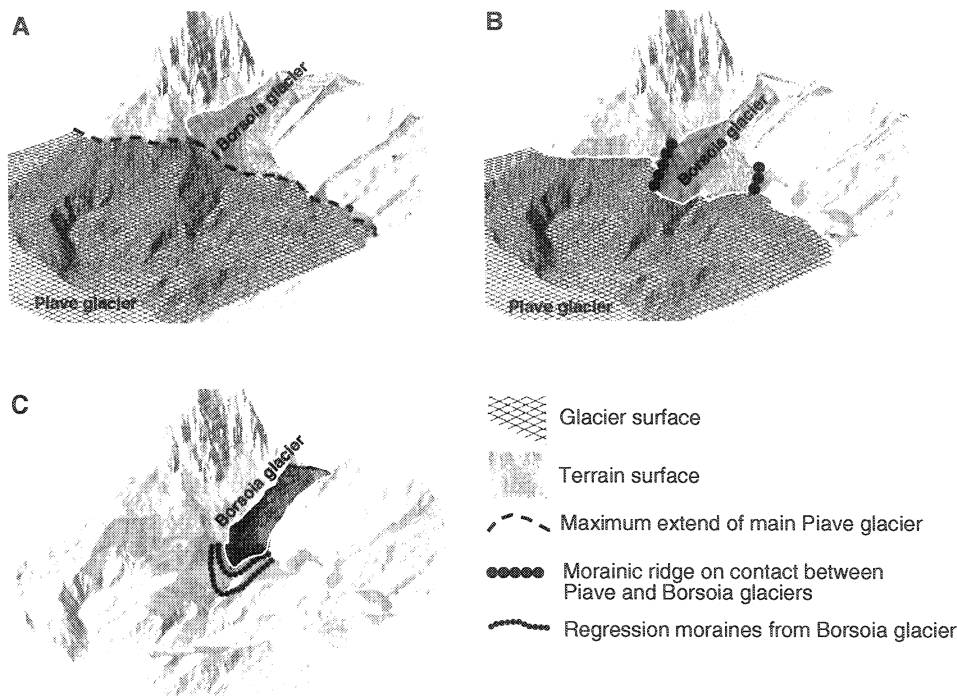 A
Borsoia glacier
Piave glacier
B
Borsoia glacier
Piave glacier
C
Borsoia glacier
Glacier surface
Terrain surface
Maximum extend of main Piave glacier
Morainic ridge on contact between
Piave and Borsoia glaciers
Regression moraines from Borsoia glacier